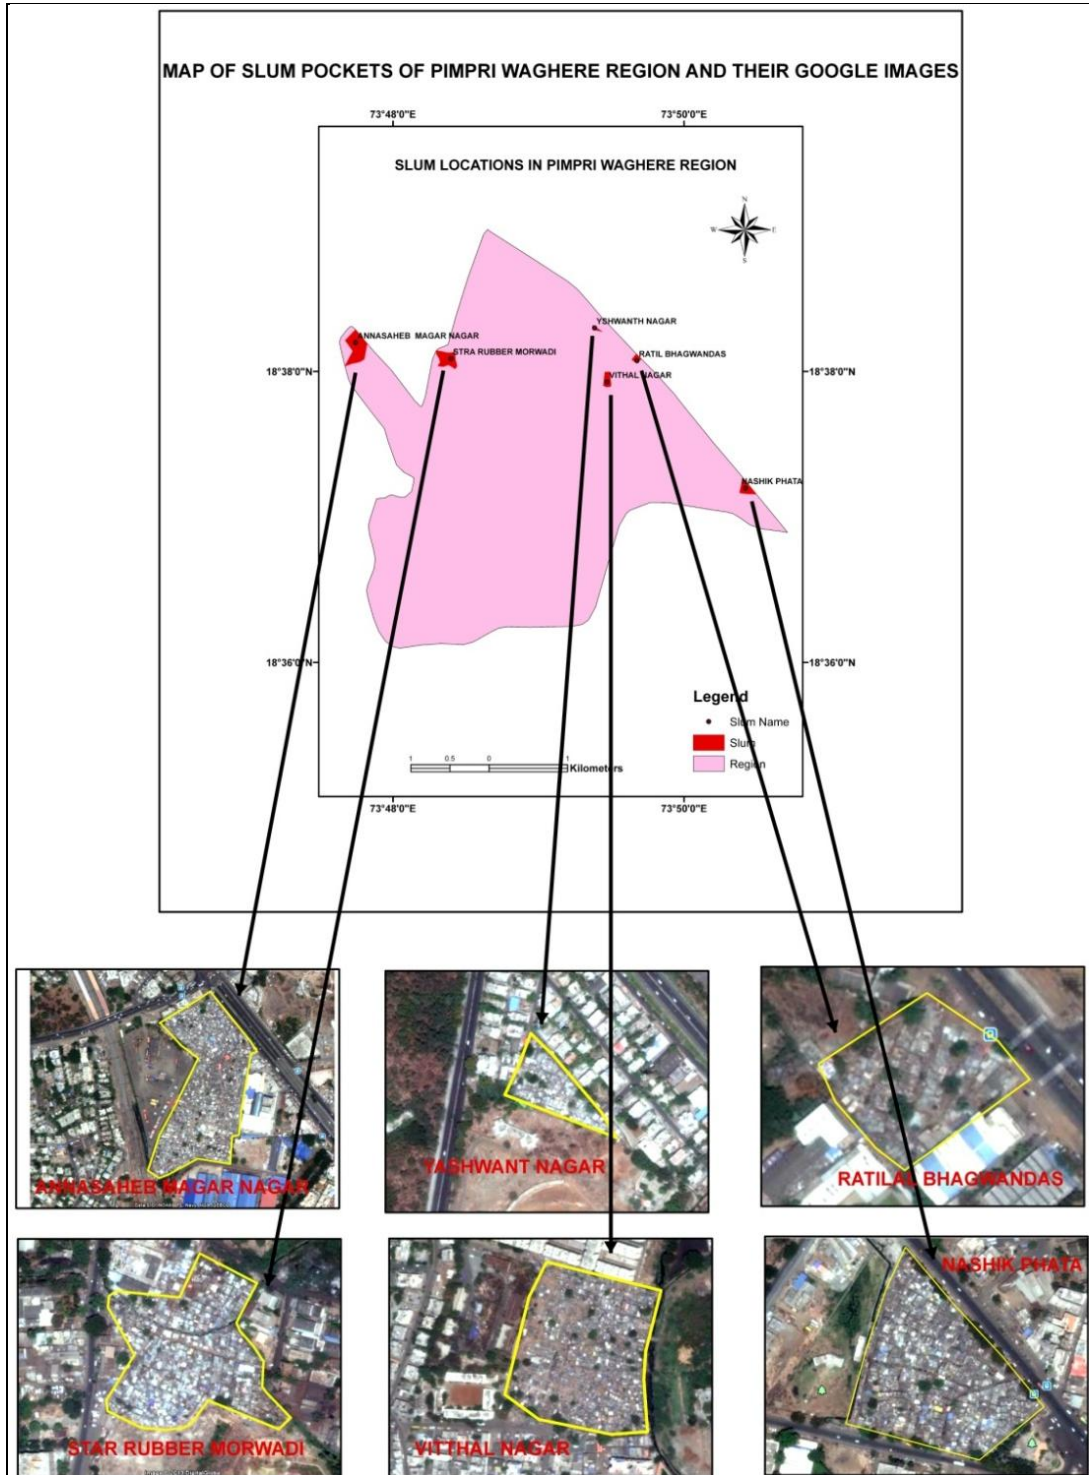 MAP OF SLUM POCKETS OF PIMPRI WAGHERE REGION AND THEIR GOOGLE IMAGES
73°48'0"E 73°50'0"E
SLUM LOCATIONS IN PIMPRI WAGHERE REGION
N
W E
S
YSHWANTH NAGAR
ANNASAHEB MAGAR NAGAR
STRA RUBBER MORWADI
RATIL BHAGWANDAS
18°38'0"N 18°38'0"N
VITHAL NAGAR
NASHIK PHATA
18°36'0"N 18°36'0"N
Legend
Slum Name
Slum
Region
1 0.5 0 1
Kilometers
73°48'0"E 73°50'0"E
ANNASAHEB MAGAR NAGAR
YASHWANT NAGAR
RATILAL BHAGWANDAS
STAR RUBBER MORWADI
VITTHAL NAGAR
NASHIK PHATA